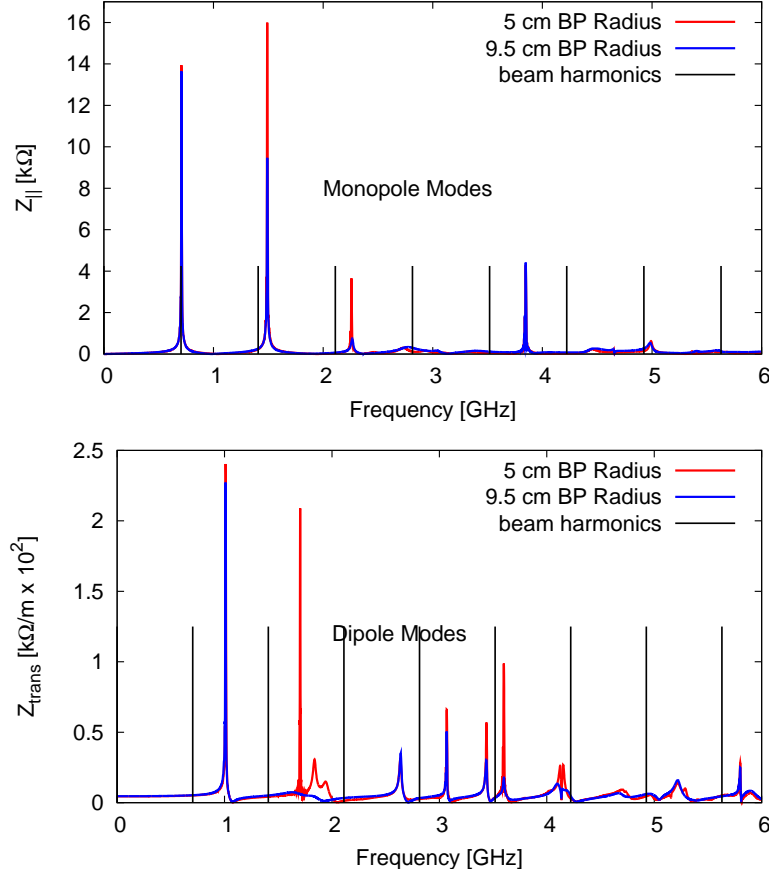 16
14
12
10
8
6
4
2
0
Z|| [kΩ]
5 cm BP Radius
9.5 cm BP Radius
beam harmonics
Monopole Modes
0 1 2 3 4 5 6
Frequency [GHz]
2.5
2
1.5
1
0.5
0
Ztrans [kΩ/m x 10²]
5 cm BP Radius
9.5 cm BP Radius
beam harmonics
Dipole Modes
0 1 2 3 4 5 6
Frequency [GHz]